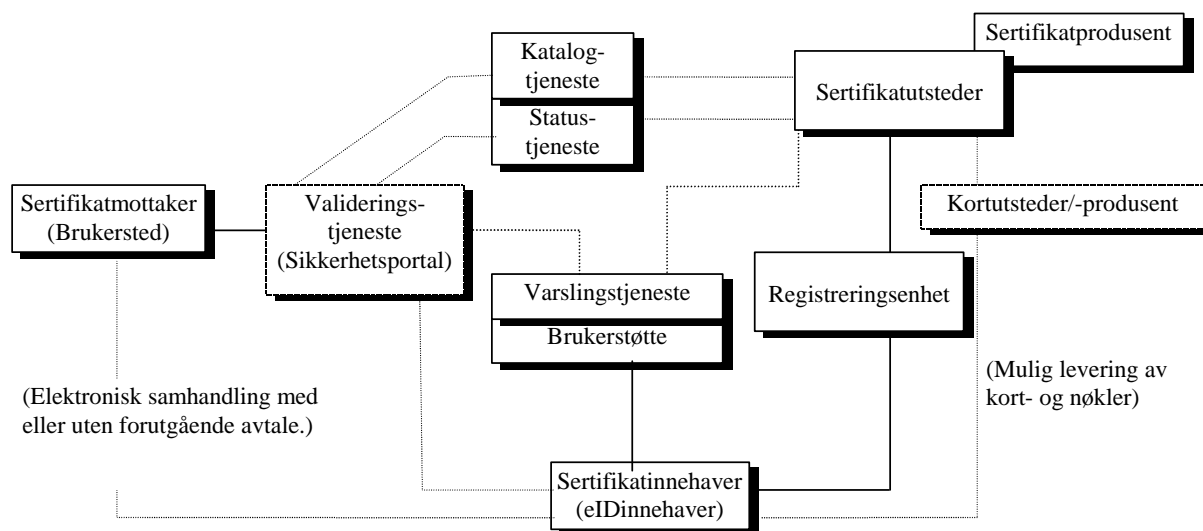 Sertifikatprodusent
Katalog-
tjeneste
Sertifikatutsteder
Status-
tjeneste
Sertifikatmottaker
(Brukersted)
Validerings-
tjeneste
(Sikkerhetsportal)
Kortutsteder/-produsent
Varslingstjeneste
Brukerstøtte
Registreringsenhet
(Elektronisk samhandling med
eller uten forutgående avtale.)
(Mulig levering av
kort- og nøkler)
Sertifikatinnehaver
(eIDinnehaver)